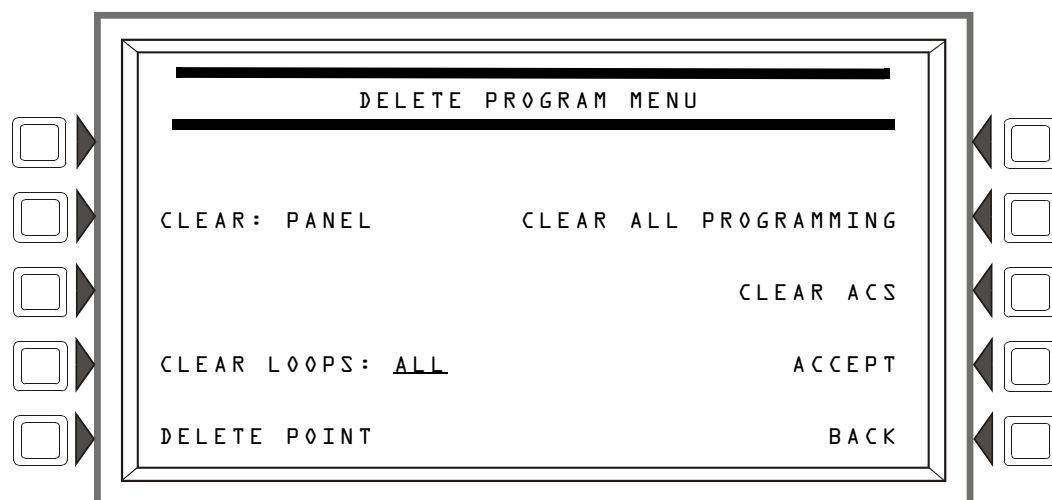 DELETE PROGRAM MENU
CLEAR: PANEL CLEAR ALL PROGRAMMING
CLEAR ACS
CLEAR LOOPS: ALL ACCEPT
DELETE POINT BACK